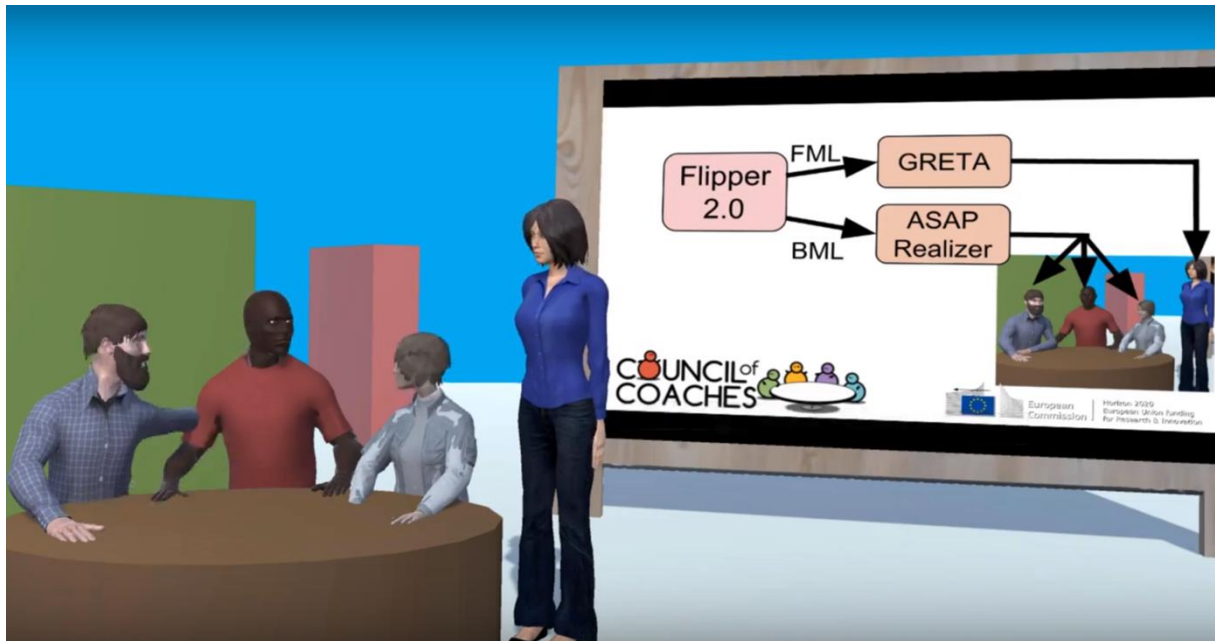 Flipper
2.0
FML
BML
GRETA
ASAP
Realizer
COUNCIL of
COACHES
European
Commission
Horizon 2020
European Union funding
for Research & Innovation